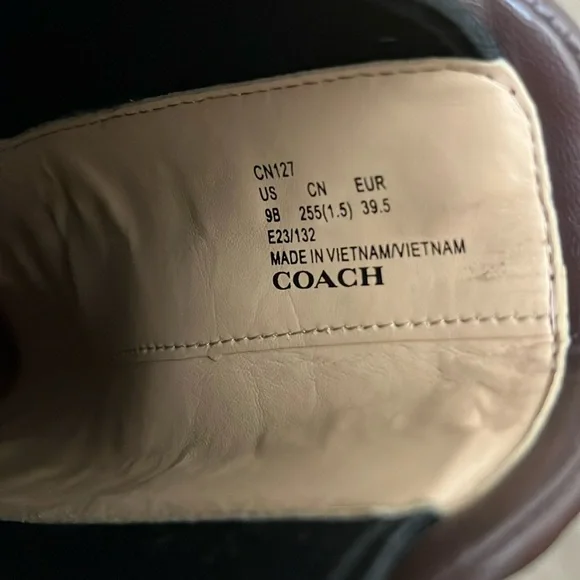 CN127
US CN EUR
9B 255(1.5) 39.5
E23/132
MADE IN VIETNAM/VIETNAM
COACH